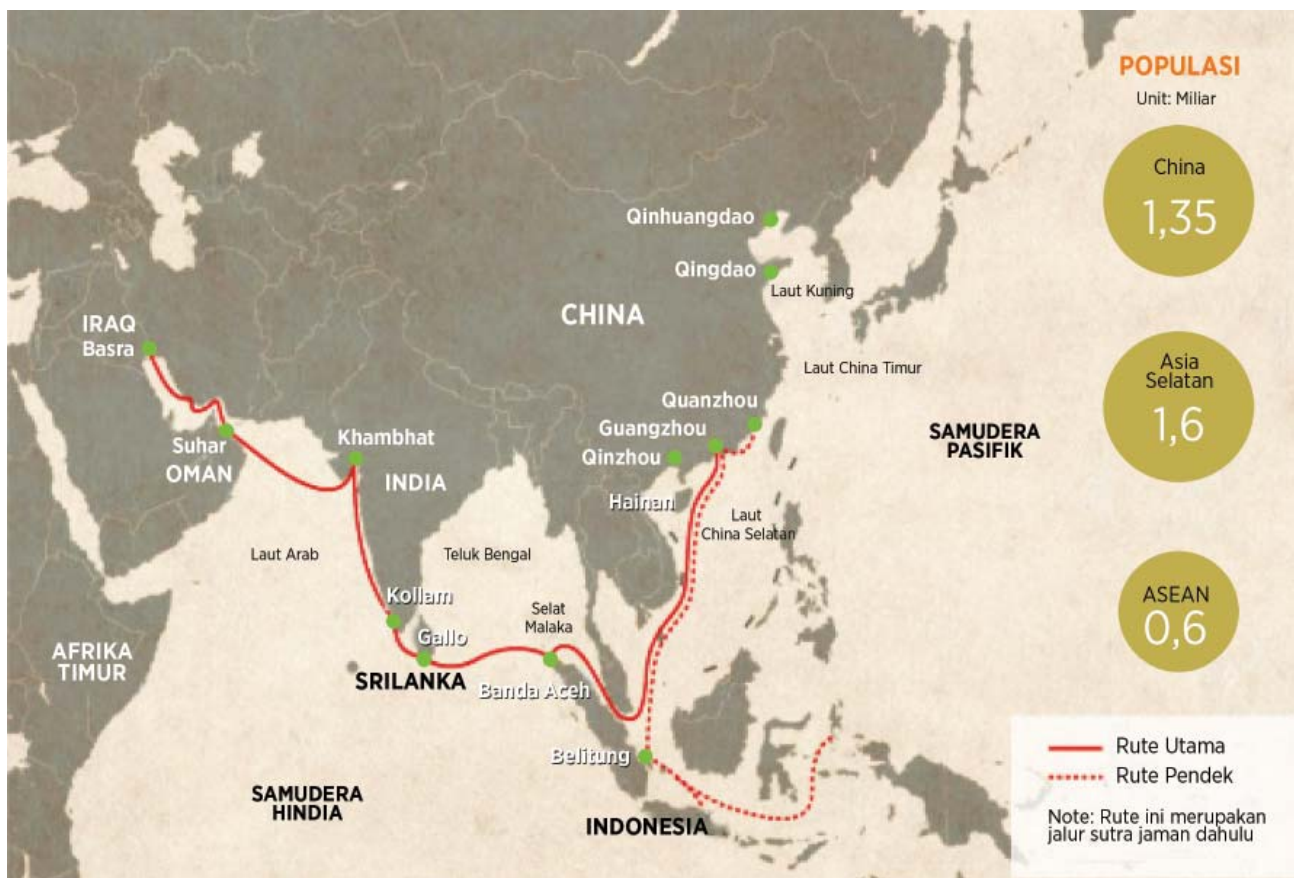 POPULASI
Unit: Miliar
China
1,35
Asia
Selatan
1,6
ASEAN
0,6
Qinhuangdao
Qingdao
Laut Kuning
CHINA
IRAQ
Basra
Laut China Timur
Quanzhou
Guangzhou
Qinzhou
SAMUDERA
PASIFIK
Suhar
OMAN
Khambhat
INDIA
Hainan
Laut
China Selatan
Laut Arab
Teluk Bengal
Kollam
Gallo
Selat
Malaka
AFRIKA
TIMUR
SRILANKA
Banda Aceh
Belitung
SAMUDERA
HINDIA
INDONESIA
Rute Utama
Rute Pendek
Note: Rute ini merupakan
jalur sutra jaman dahulu